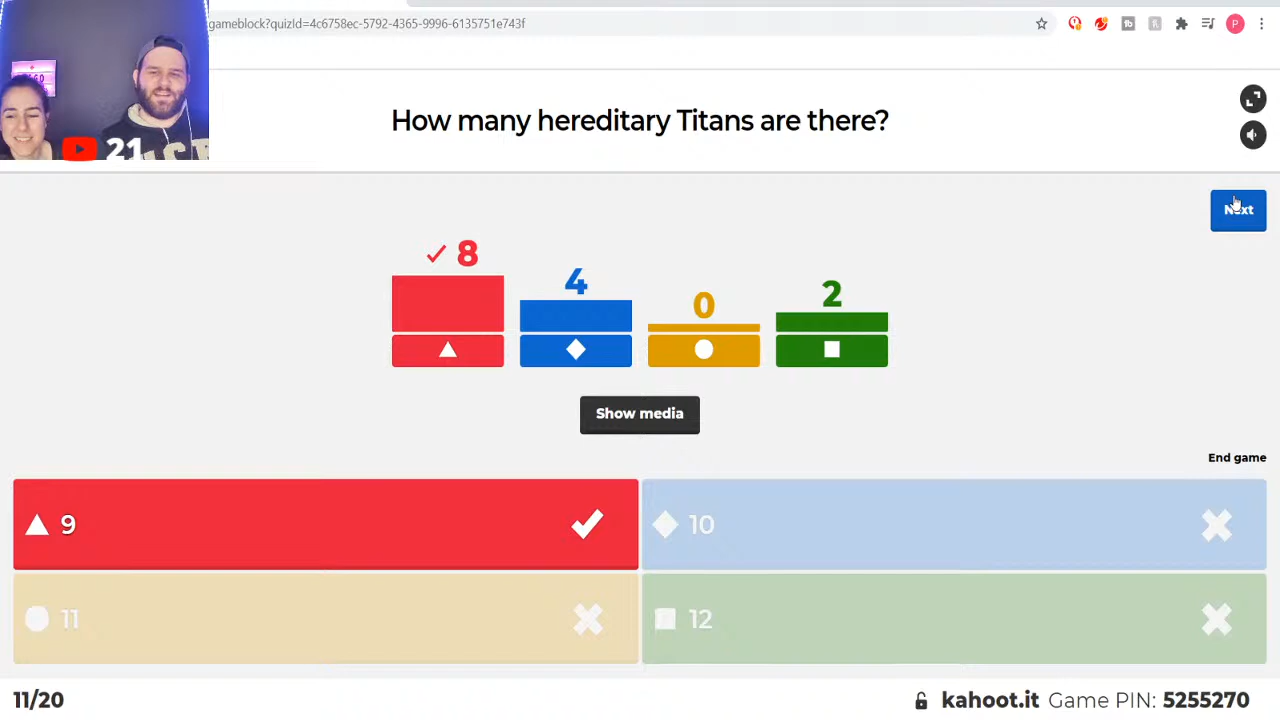 gameblock?quizId=4c6758ec-5792-4365-9996-6135751e743f
How many hereditary Titans are there?
21
Next
8
4
0
2
Show media
End game
9
10
11
12
11/20
kahoot.it Game PIN: 5255270